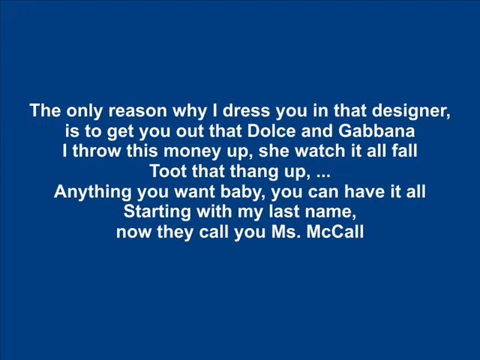 The only reason why I dress you in that designer,
is to get you out that Dolce and Gabbana
I throw this money up, she watch it all fall
Toot that thang up, ...
Anything you want baby, you can have it all
Starting with my last name,
now they call you Ms. McCall